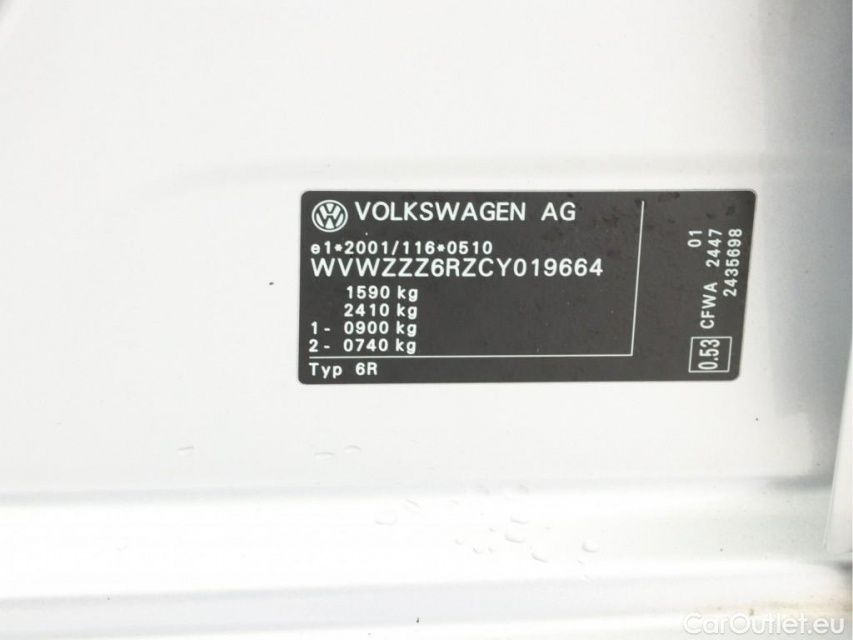 VOLKSWAGEN AG
e1*2001/116*0510
WVWZZZ6RZCY019664
1590 kg
2410 kg
1- 0900 kg
2- 0740 kg
Typ 6R
01
0.53 CFWA 2447
2435698
CarOutlet.eu